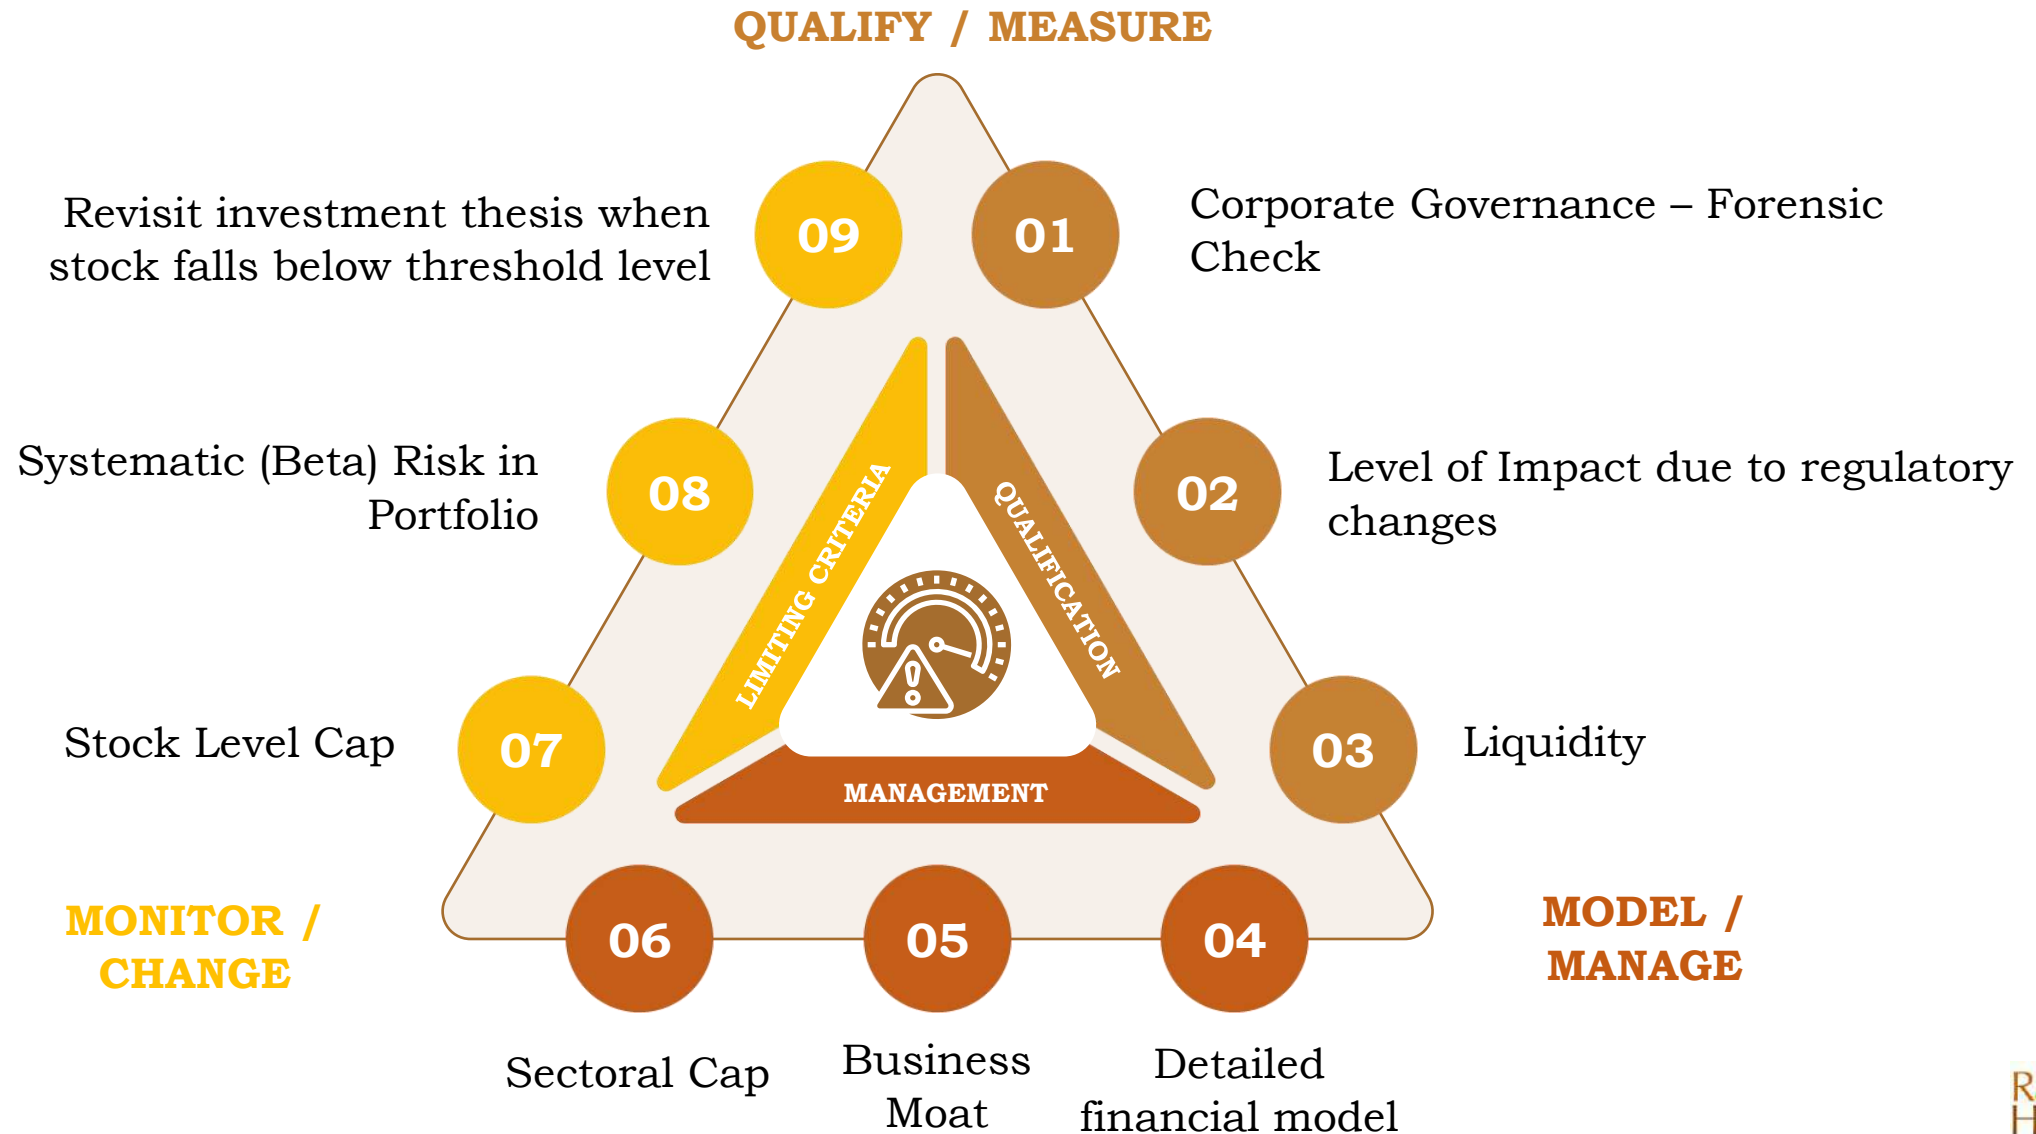 QUALIFY / MEASURE
09
01
Revisit investment thesis when
stock falls below threshold level
Corporate Governance – Forensic
Check
08
02
Systematic (Beta) Risk in
Portfolio
Level of Impact due to regulatory
changes
LIMITING CRITERIA
QUALIFICATION
MANAGEMENT
07
03
Stock Level Cap
Liquidity
MONITOR /
CHANGE
MODEL /
MANAGE
06
05
04
Sectoral Cap
Business
Moat
Detailed
financial model